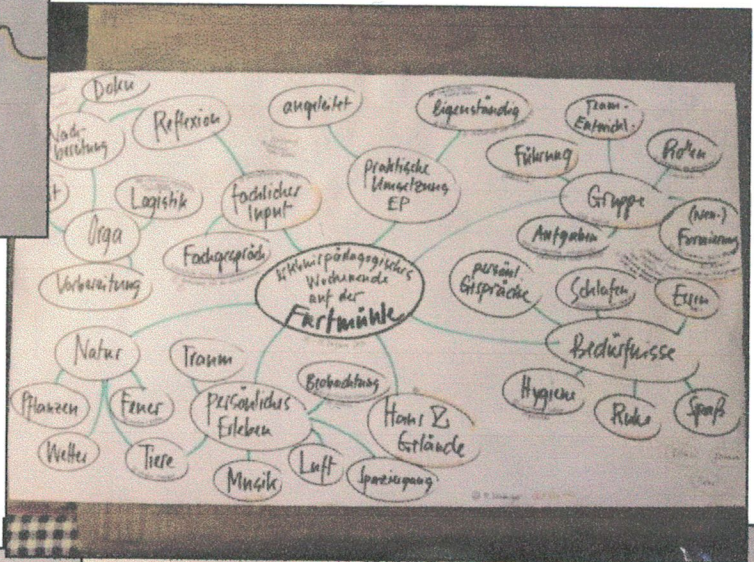 Doku
Reflexion
angeleitet
Eigenständig
Team-
Entwickl.
Nach-
bereitung
Führung
Rollen
praktische
Umsetzung
EP
Logistik
fachlicher
Input
Gruppe
(Neu-)
Formierung
Orga
Aufgaben
Fachgespräch
Vorbereitung
Erlebnispädagogisches
Wochenende
auf der
Furtmühle
persönl.
Gespräche
Schlafen
Essen
Natur
Traum
Bedürfnisse
Beobachtung
Pflanzen
Feuer
persönliches
Erleben
Haus &
Gelände
Hygiene
Ruhe
Spaß
Wetter
Tiere
Musik
Luft
Spaziergang